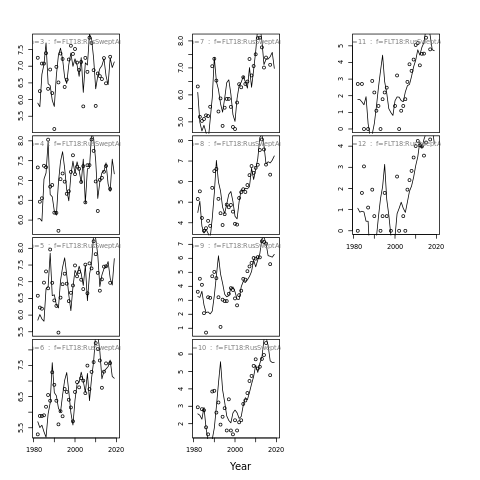 =3 : f=FLT18:RusSweptA
=7 : f=FLT18:RusSweptA
=11 : f=FLT18:RusSweptA
5.5 6.0 6.5 7.0 7.5
5.0 6.0 7.0 8.0
0 1 2 3 4 5
=4 : f=FLT18:RusSweptA
=8 : f=FLT18:RusSweptA
=12 : f=FLT18:RusSweptA
6.0 6.5 7.0 7.5 8.0
4 5 6 7 8
0 1 2 3 4
=5 : f=FLT18:RusSweptA
=9 : f=FLT18:RusSweptA
1980 2000 2020
5.5 6.0 6.5 7.0 7.5 8.0
1 2 3 4 5 6 7
=6 : f=FLT18:RusSweptA
=10 : f=FLT18:RusSweptA
5.5 6.5 7.5
2 3 4 5 6
1980 2000 2020
1980 2000 2020
Year